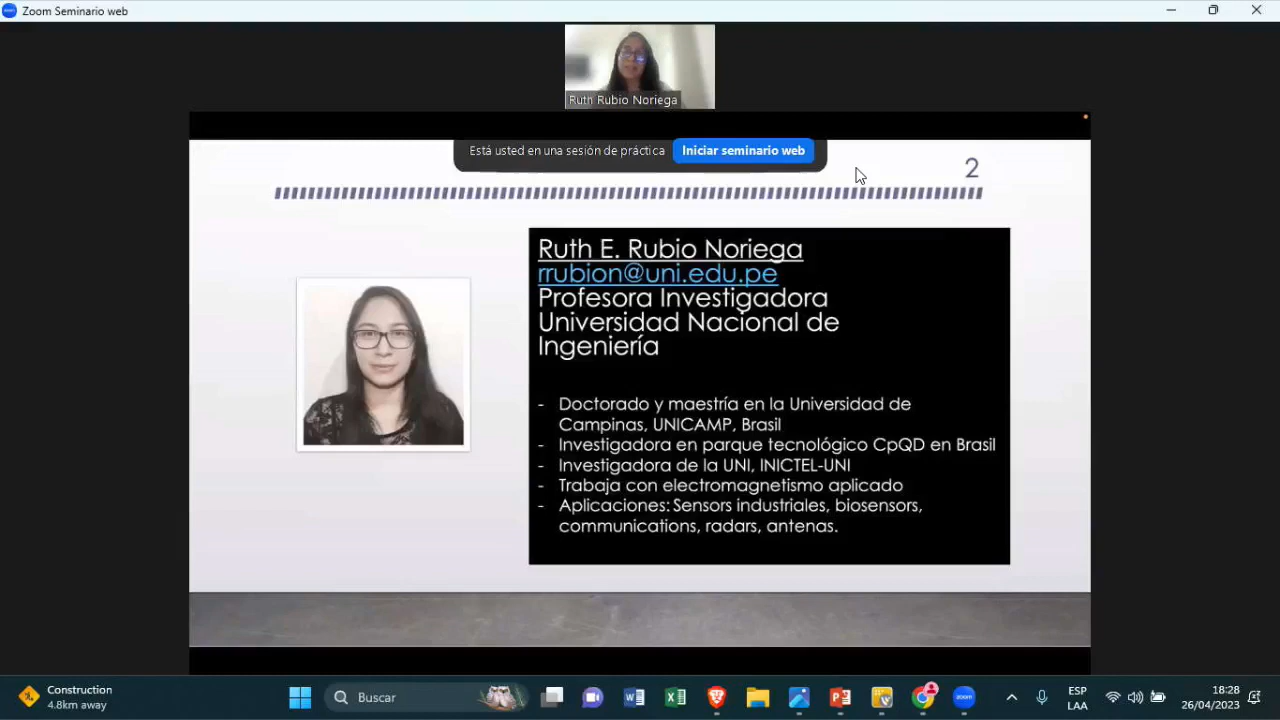 Zoom Seminario web
Ruth Rubio Noriega
Está usted en una sesión de práctica
Iniciar seminario web
2
Ruth E. Rubio Noriega
rrubion@uni.edu.pe
Profesora Investigadora
Universidad Nacional de
Ingeniería
- Doctorado y maestría en la Universidad de
Campinas, UNICAMP, Brasil
- Investigadora en parque tecnológico CpQD en Brasil
- Investigadora de la UNI, INICTEL-UNI
- Trabaja con electromagnetismo aplicado
- Aplicaciones: Sensors industriales, biosensors,
communications, radars, antenas.
Construction
4.8km away
Buscar
ESP
LAA
18:28
26/04/2023